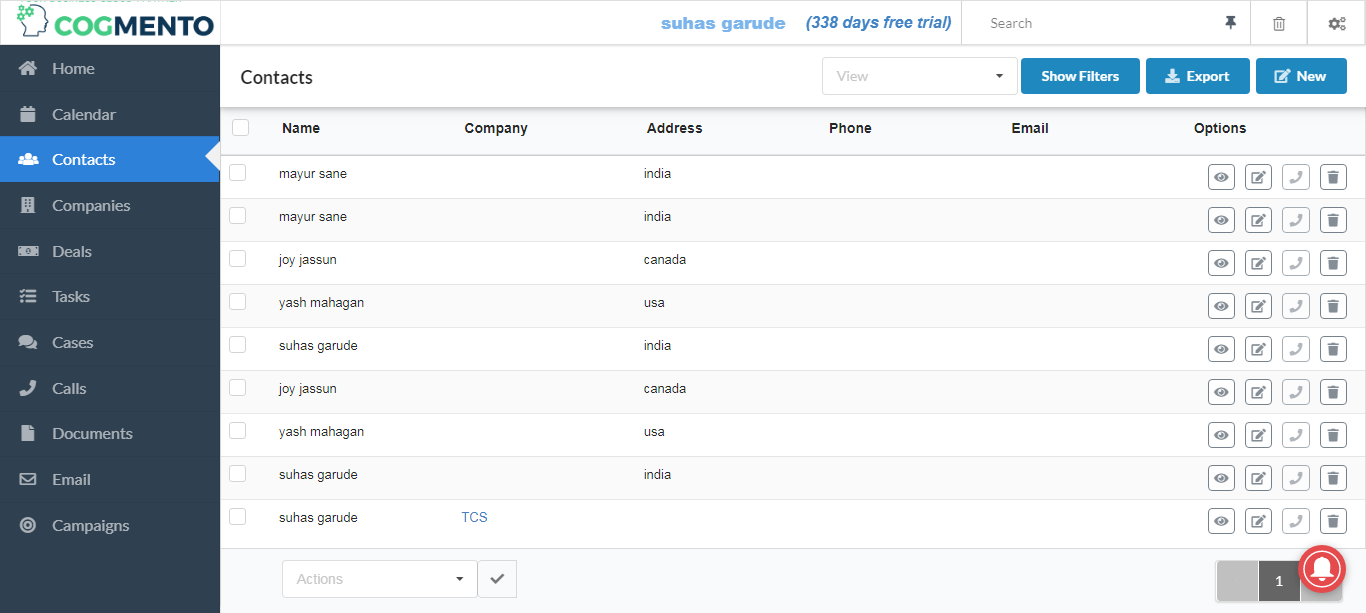 COGMENTO
suhas garude (338 days free trial) Search
Home
Calendar
Contacts
Companies
Deals
Tasks
Cases
Calls
Documents
Email
Campaigns
Contacts View Show Filters Export New
Name Company Address Phone Email Options
mayur sane india
mayur sane india
joy jassun canada
yash mahagan usa
suhas garude india
joy jassun canada
yash mahagan usa
suhas garude india
suhas garude TCS
Actions 1